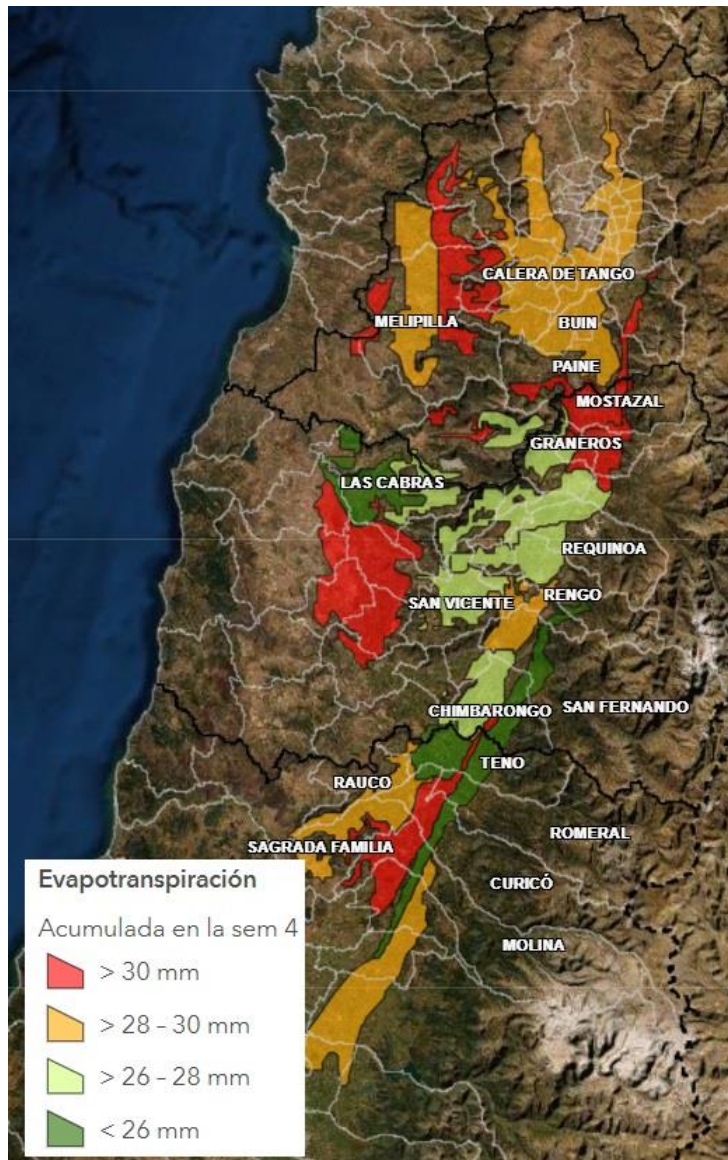 CALERA DE TANGO
MELIPILLA
BUIN
PAINE
MOSTAZAL
GRANEROS
LAS CABRAS
REQUINOA
RENGO
SAN VICENTE
SAN FERNANDO
CHIMBARONGO
TENO
RAUCO
ROMERAL
SAGRADA FAMILIA
CURICÓ
MOLINA
Evapotranspiración
Acumulada en la sem 4
> 30 mm
> 28 – 30 mm
> 26 – 28 mm
< 26 mm